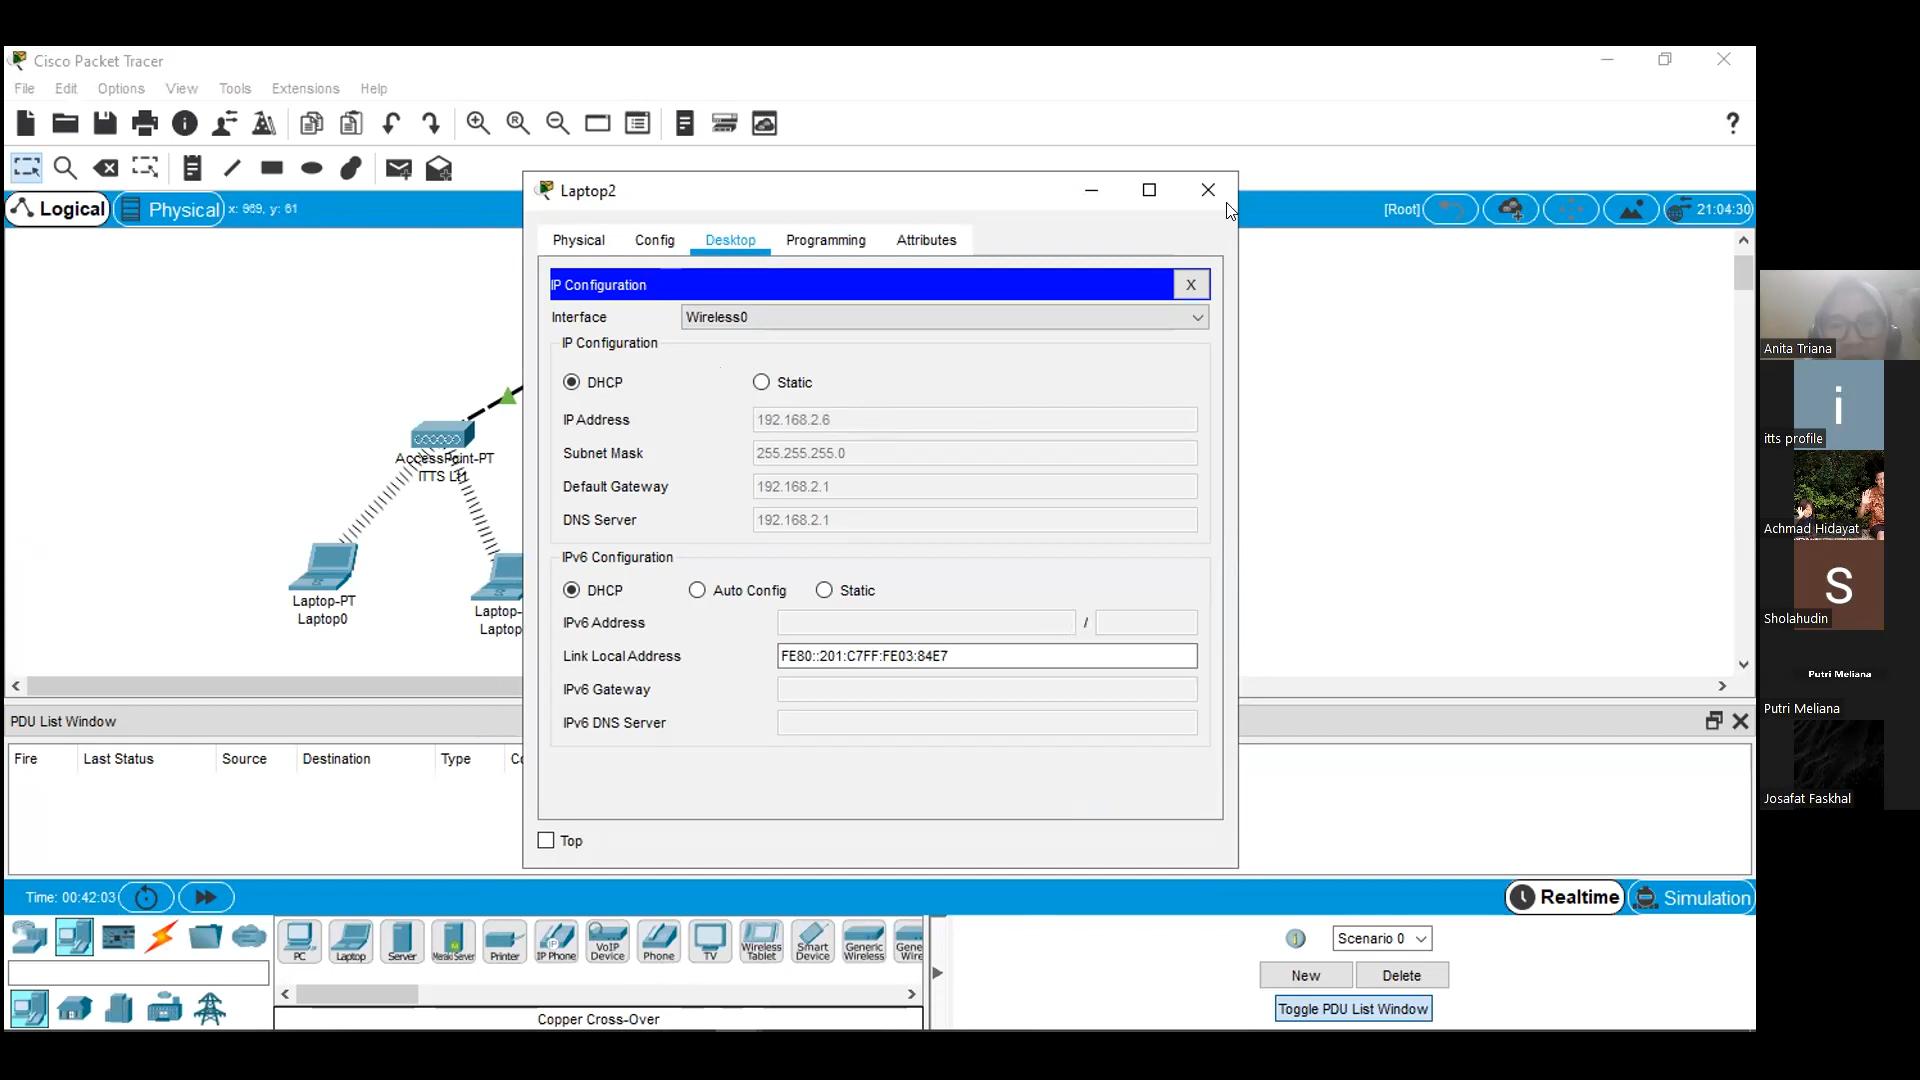 Cisco Packet Tracer
File Edit Options View Tools Extensions Help
?
Logical Physical x: 969, y: 61
[Root] 21:04:30
AccessPoint-PT
ITTS Lt1
Laptop-PT
Laptop0
Laptop-
Laptop
Laptop2
Physical Config Desktop Programming Attributes
IP Configuration X
Interface Wireless0
IP Configuration
DHCP Static
IP Address 192.168.2.6
Subnet Mask 255.255.255.0
Default Gateway 192.168.2.1
DNS Server 192.168.2.1
IPv6 Configuration
DHCP Auto Config Static
IPv6 Address /
Link Local Address FE80::201:C7FF:FE03:84E7
IPv6 Gateway
IPv6 DNS Server
Top
PDU List Window
Fire Last Status Source Destination Type Co
Time: 00:42:03
Realtime Simulation
PC Laptop Server Meraki Server Printer IP Phone VoIP Device Phone TV Wireless Tablet Smart Device Generic Wireless Gene Wire
Copper Cross-Over
Scenario 0
New Delete
Toggle PDU List Window
Anita Triana
i
itts profile
Achmad Hidayat
S
Sholahudin
Putri Meliana
Putri Meliana
Josafat Faskhal